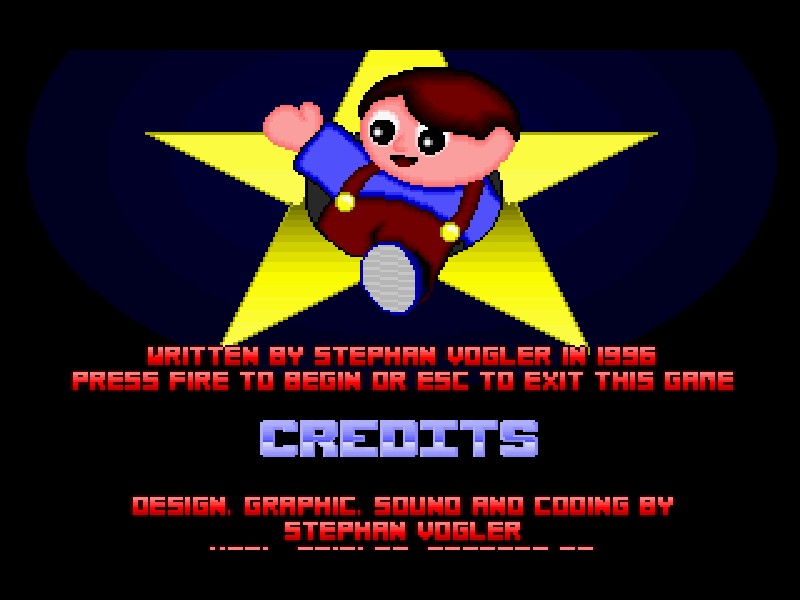 WRITTEN BY STEPHAN VOGLER IN 1996
PRESS FIRE TO BEGIN OR ESC TO EXIT THIS GAME
CREDITS
DESIGN, GRAPHIC, SOUND AND CODING BY
STEPHAN VOGLER